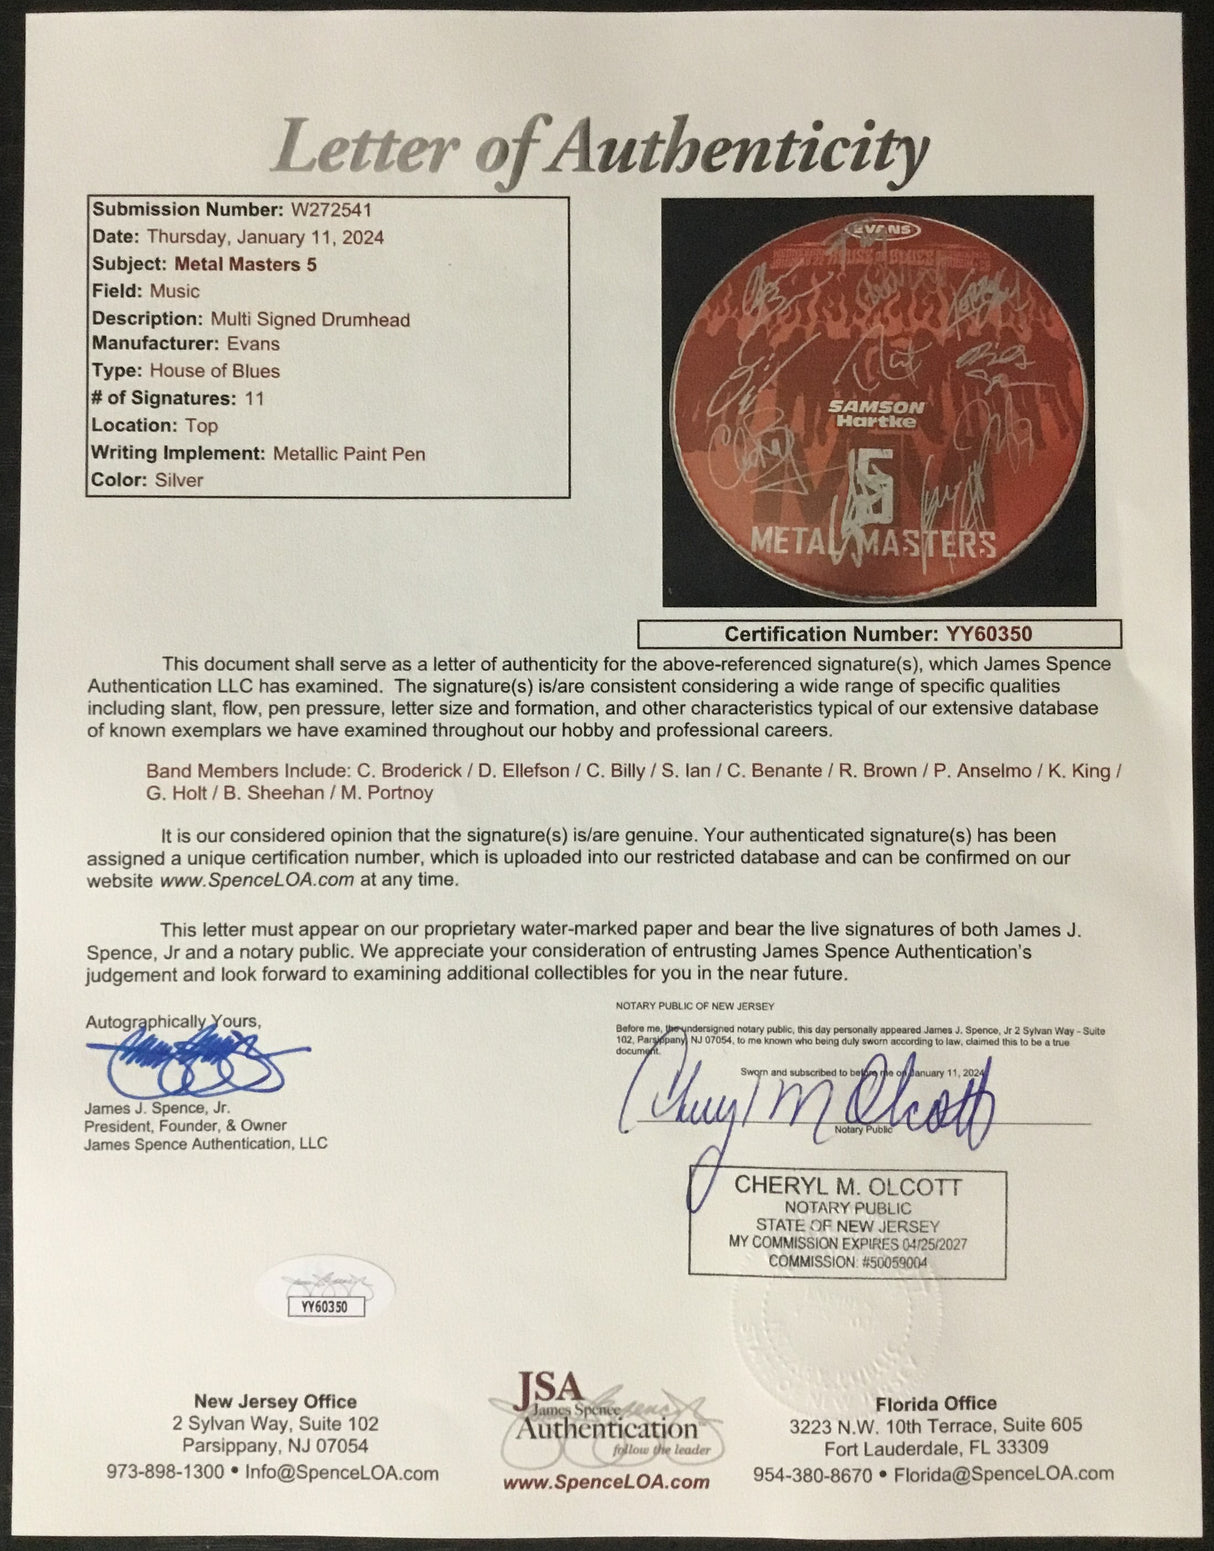 Letter of Authenticity
Submission Number: W272541
Date: Thursday, January 11, 2024
Subject: Metal Masters 5
Field: Music
Description: Multi Signed Drumhead
Manufacturer: Evans
Type: House of Blues
# of Signatures: 11
Location: Top
Writing Implement: Metallic Paint Pen
Color: Silver
EVANS
HOUSE OF BLUES
SAMSON
Hartke
5
METAL MASTERS
Certification Number: YY60350
This document shall serve as a letter of authenticity for the above-referenced signature(s), which James Spence
Authentication LLC has examined. The signature(s) is/are consistent considering a wide range of specific qualities
including slant, flow, pen pressure, letter size and formation, and other characteristics typical of our extensive database
of known exemplars we have examined throughout our hobby and professional careers.
Band Members Include: C. Broderick / D. Ellefson / C. Billy / S. Ian / C. Benante / R. Brown / P. Anselmo / K. King /
G. Holt / B. Sheehan / M. Portnoy
It is our considered opinion that the signature(s) is/are genuine. Your authenticated signature(s) has been
assigned a unique certification number, which is uploaded into our restricted database and can be confirmed on our
website www.SpenceLOA.com at any time.
This letter must appear on our proprietary water-marked paper and bear the live signatures of both James J.
Spence, Jr and a notary public. We appreciate your consideration of entrusting James Spence Authentication's
judgement and look forward to examining additional collectibles for you in the near future.
Autographically Yours,
James J. Spence, Jr.
President, Founder, & Owner
James Spence Authentication, LLC
NOTARY PUBLIC OF NEW JERSEY
Before me, the undersigned notary public, this day personally appeared James J. Spence, Jr 2 Sylvan Way - Suite
102, Parsippany, NJ 07054, to me known who being duly sworn according to law, claimed this to be a true
document.
Sworn and subscribed to before me on January 11, 2024
Cheryl M Olcott
Notary Public
CHERYL M. OLCOTT
NOTARY PUBLIC
STATE OF NEW JERSEY
MY COMMISSION EXPIRES 04/25/2027
COMMISSION: #50059004
YY60350
New Jersey Office
2 Sylvan Way, Suite 102
Parsippany, NJ 07054
973-898-1300 • Info@SpenceLOA.com
JSA
James Spence
Authentication
follow the leader
www.SpenceLOA.com
Florida Office
3223 N.W. 10th Terrace, Suite 605
Fort Lauderdale, FL 33309
954-380-8670 • Florida@SpenceLOA.com